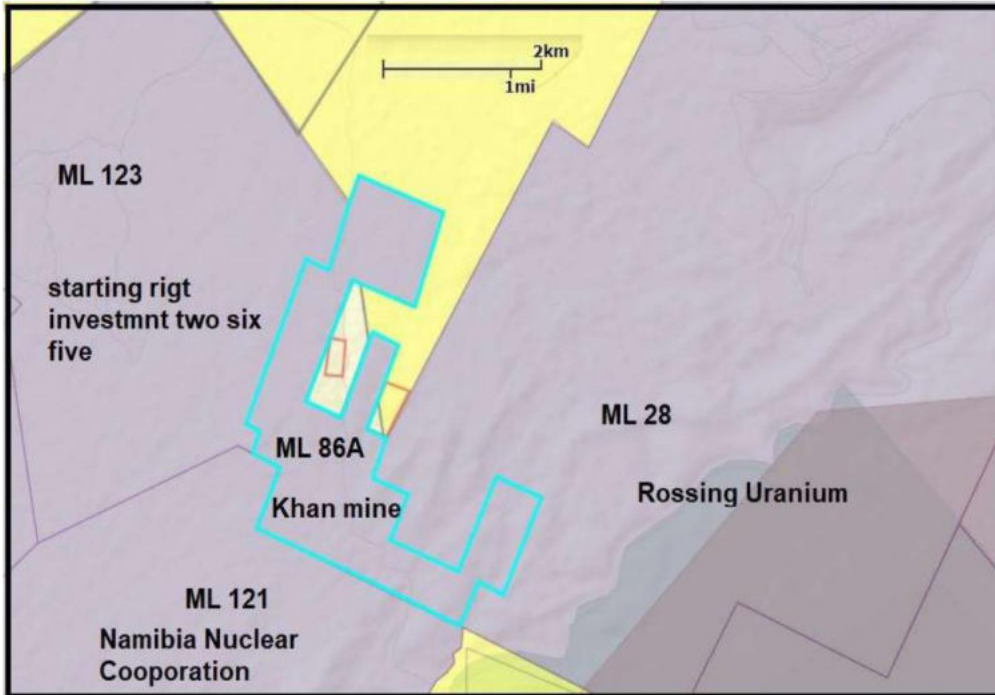 2km
1mi
ML 123
starting rigt
investmnt two six
five
ML 28
ML 86A
Rossing Uranium
Khan mine
ML 121
Namibia Nuclear
Cooporation